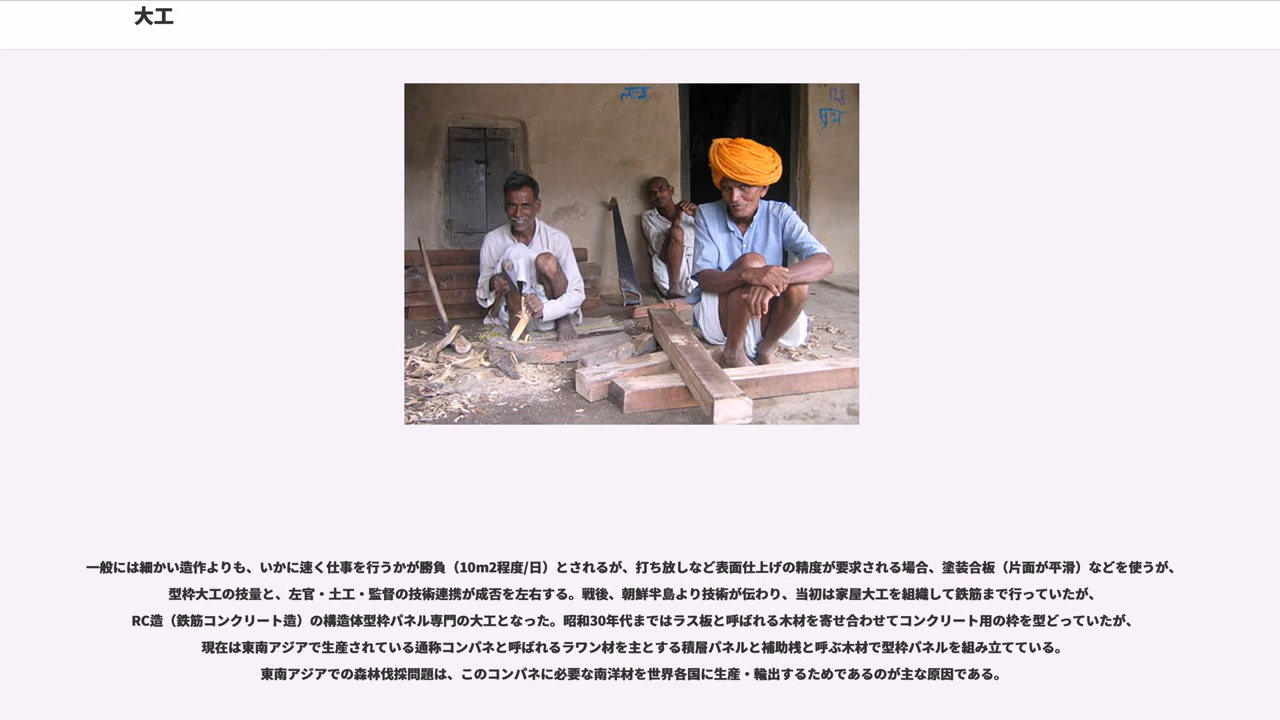 大工
一般には細かい造作よりも、いかに速く仕事を行うかが勝負（10m2程度/日）とされるが、打ち放しなど表面仕上げの精度が要求される場合、塗装合板（片面が平滑）などを使うが、
型枠大工の技量と、左官・土工・監督の技術連携が成否を左右する。戦後、朝鮮半島より技術が伝わり、当初は家屋大工を組織して鉄筋まで行っていたが、
RC造（鉄筋コンクリート造）の構造体型枠パネル専門の大工となった。昭和30年代まではラス板と呼ばれる木材を寄せ合わせてコンクリート用の枠を型どっていたが、
現在は東南アジアで生産されている通称コンパネと呼ばれるラワン材を主とする積層パネルと補助桟と呼ぶ木材で型枠パネルを組み立てている。
東南アジアでの森林伐採問題は、このコンパネに必要な南洋材を世界各国に生産・輸出するためであるのが主な原因である。